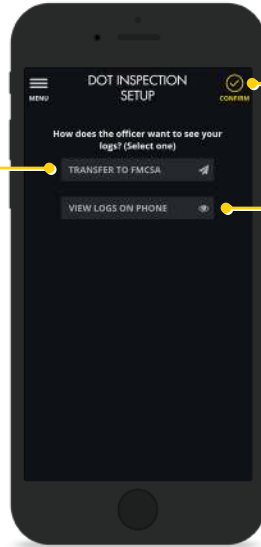 DOT INSPECTION
SETUP
MENU
CONFIRM
How does the officer want to see your
logs? (Select one)
TRANSFER TO FMCSA
VIEW LOGS ON PHONE